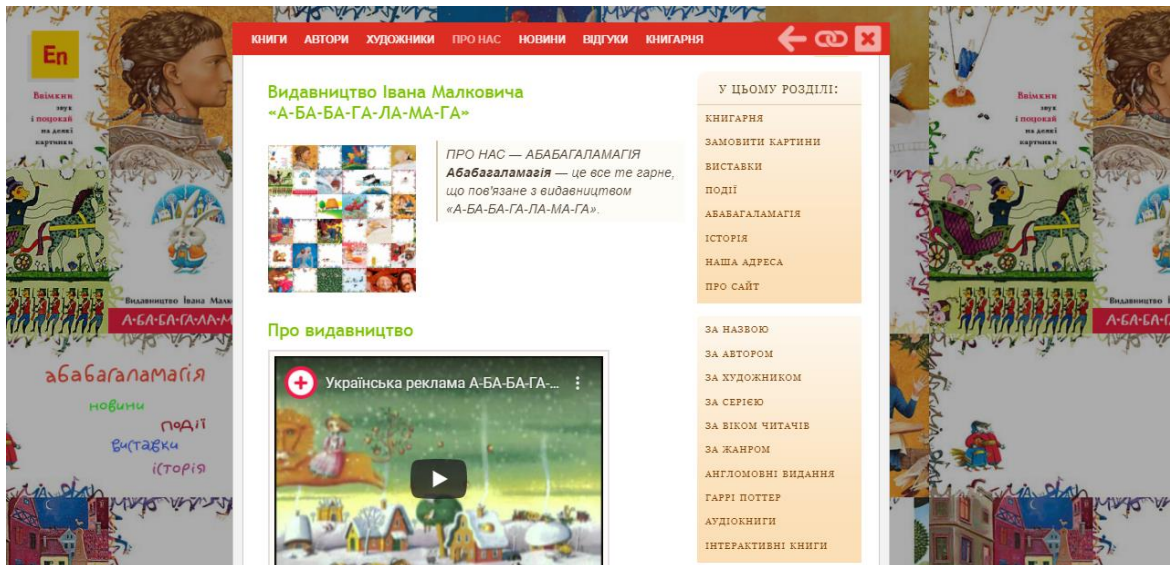 En
Ввімкни
звук
і поцокай
на деякі
картинки
Видавництво Івана Малк
А-БА-БА-ГА-ЛА-М
абабагаламагія
новини
події
виставки
історія
КНИГИ АВТОРИ ХУДОЖНИКИ ПРО НАС НОВИНИ ВІДГУКИ КНИГАРНЯ
Видавництво Івана Малковича
«А-БА-БА-ГА-ЛА-МА-ГА»
ПРО НАС — АБАБАГАЛАМАГІЯ
Абабагаламагія — це все те гарне,
що пов'язане з видавництвом
«А-БА-БА-ГА-ЛА-МА-ГА».
Про видавництво
Українська реклама А-БА-БА-ГА-...
У ЦЬОМУ РОЗДІЛІ:
КНИГАРНЯ
ЗАМОВИТИ КАРТИНИ
ВИСТАВКИ
ПОДІЇ
АБАБАГАЛАМАГІЯ
ІСТОРІЯ
НАША АДРЕСА
ПРО САЙТ
ЗА НАЗВОЮ
ЗА АВТОРОМ
ЗА ХУДОЖНИКОМ
ЗА СЕРІЄЮ
ЗА ВІКОМ ЧИТАЧІВ
ЗА ЖАНРОМ
АНГЛОМОВНІ ВИДАННЯ
ГАРРІ ПОТТЕР
АУДІОКНИГИ
ІНТЕРАКТИВНІ КНИГИ
Ввімкни
звук
і поцокай
на деякі
картинки
Видавництво І
А-БА-БА-Г